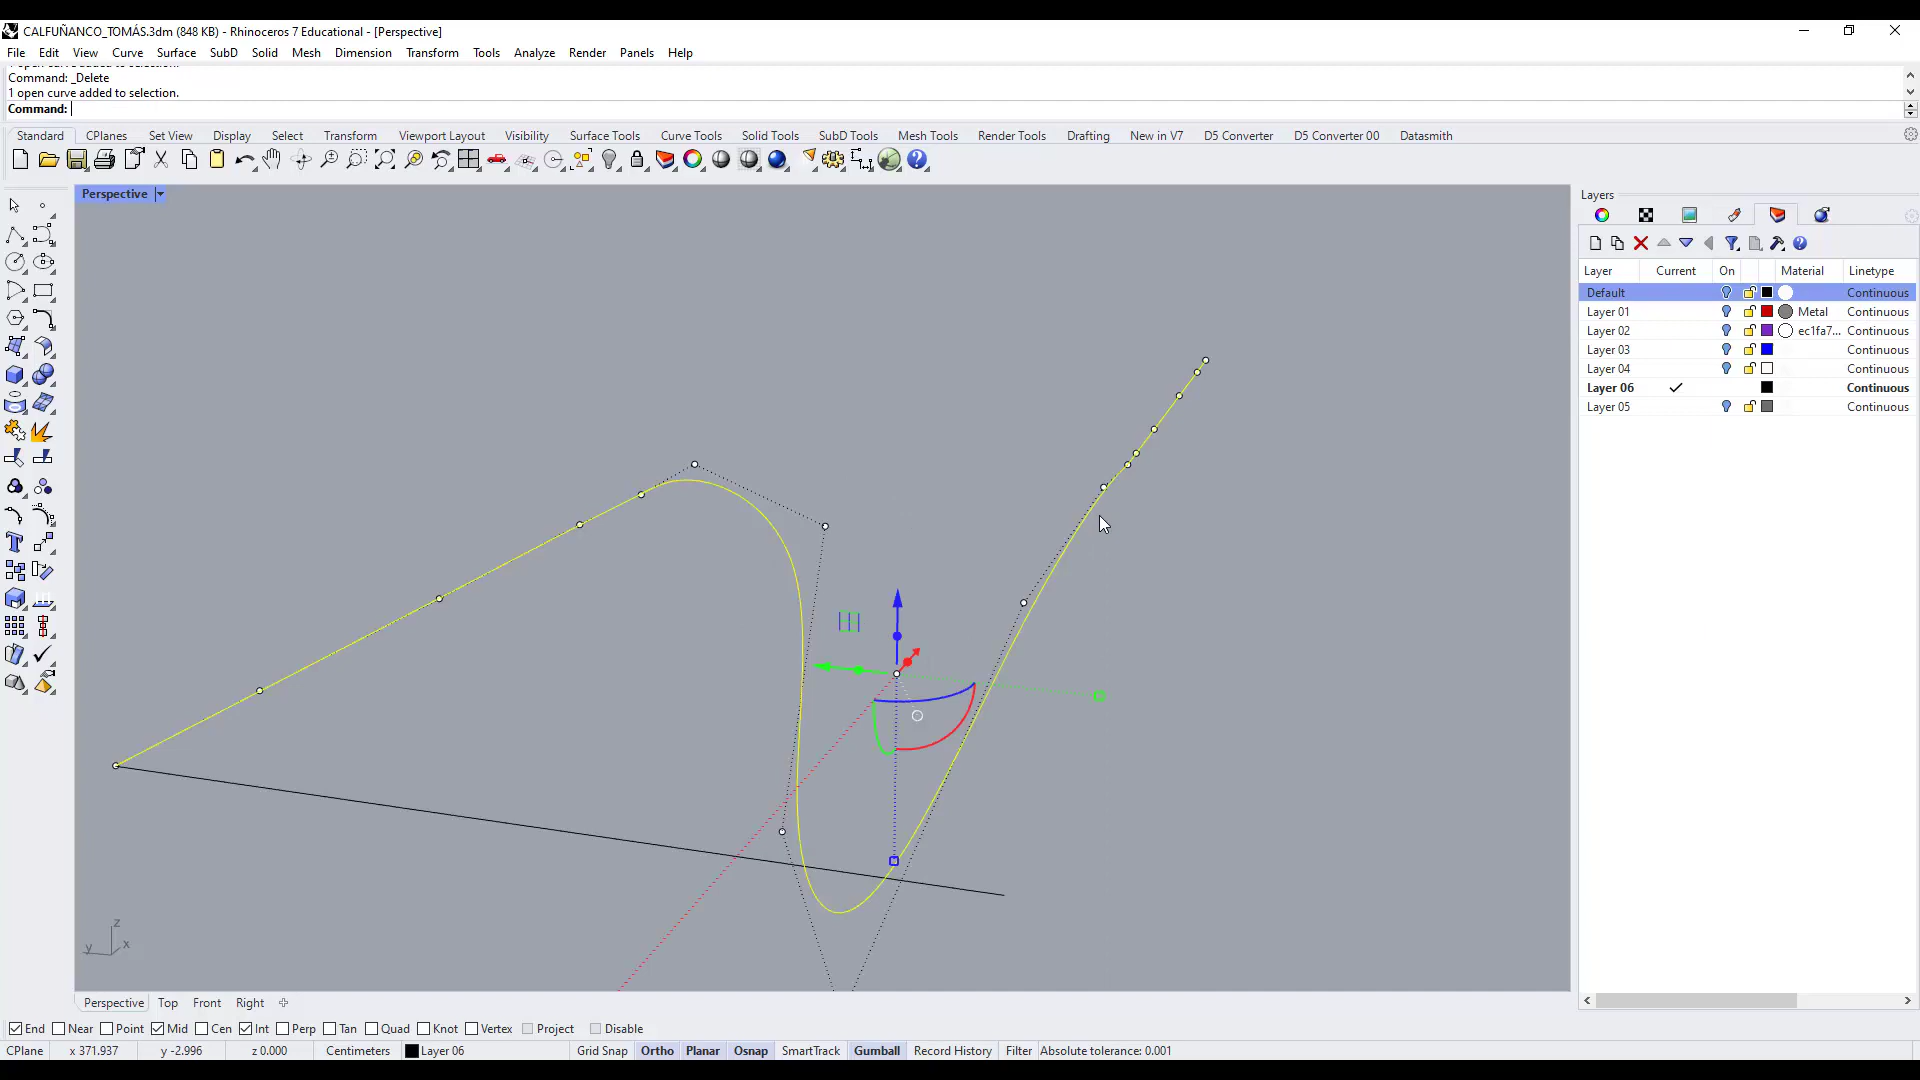 CALFUÑANCO_TOMÁS.3dm (848 KB) - Rhinoceros 7 Educational - [Perspective]
File Edit View Curve Surface Solid SubD Mesh Dimension Transform Tools Analyze Render Panels Help
1 open curve added to selection.
Command: _Delete
1 open curve added to selection.
Command:
Standard CPlanes Set View Display Select Transform Viewport Layout Visibility Surface Tools Curve Tools Solid Tools SubD Tools Mesh Tools Render Tools Drafting New in V7 D5 Converter D5 Converter 00 Datasmith
Perspective
Layers
Layer Current On Material Linetype
Default Continuous
Layer 01 Metal Continuous
Layer 02 ec1fa7... Continuous
Layer 03 Continuous
Layer 04 Continuous
Layer 06 Continuous
Layer 05 Continuous
z
y x
Perspective Top Front Right
End Near Point Mid Cen Int Perp Tan Quad Knot Vertex Project Disable
CPlane x 371.937 y -2.996 z 0.000 Centimeters Layer 06 Grid Snap Ortho Planar Osnap SmartTrack Gumball Record History Filter Absolute tolerance: 0.001